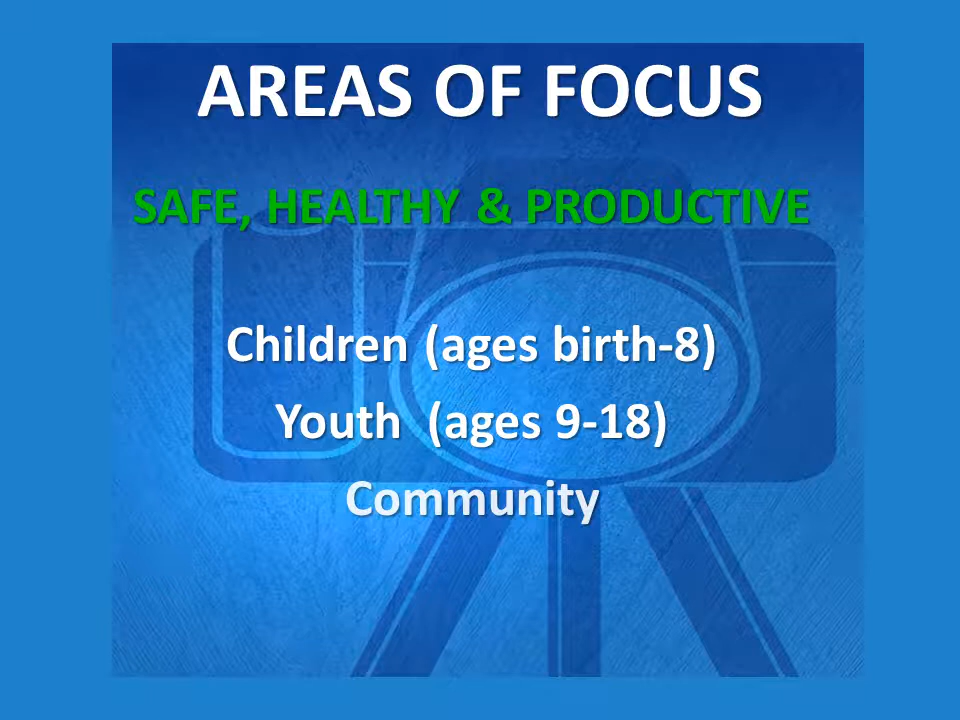 AREAS OF FOCUS
SAFE, HEALTHY & PRODUCTIVE
Children (ages birth-8)
Youth  (ages 9-18)
Community